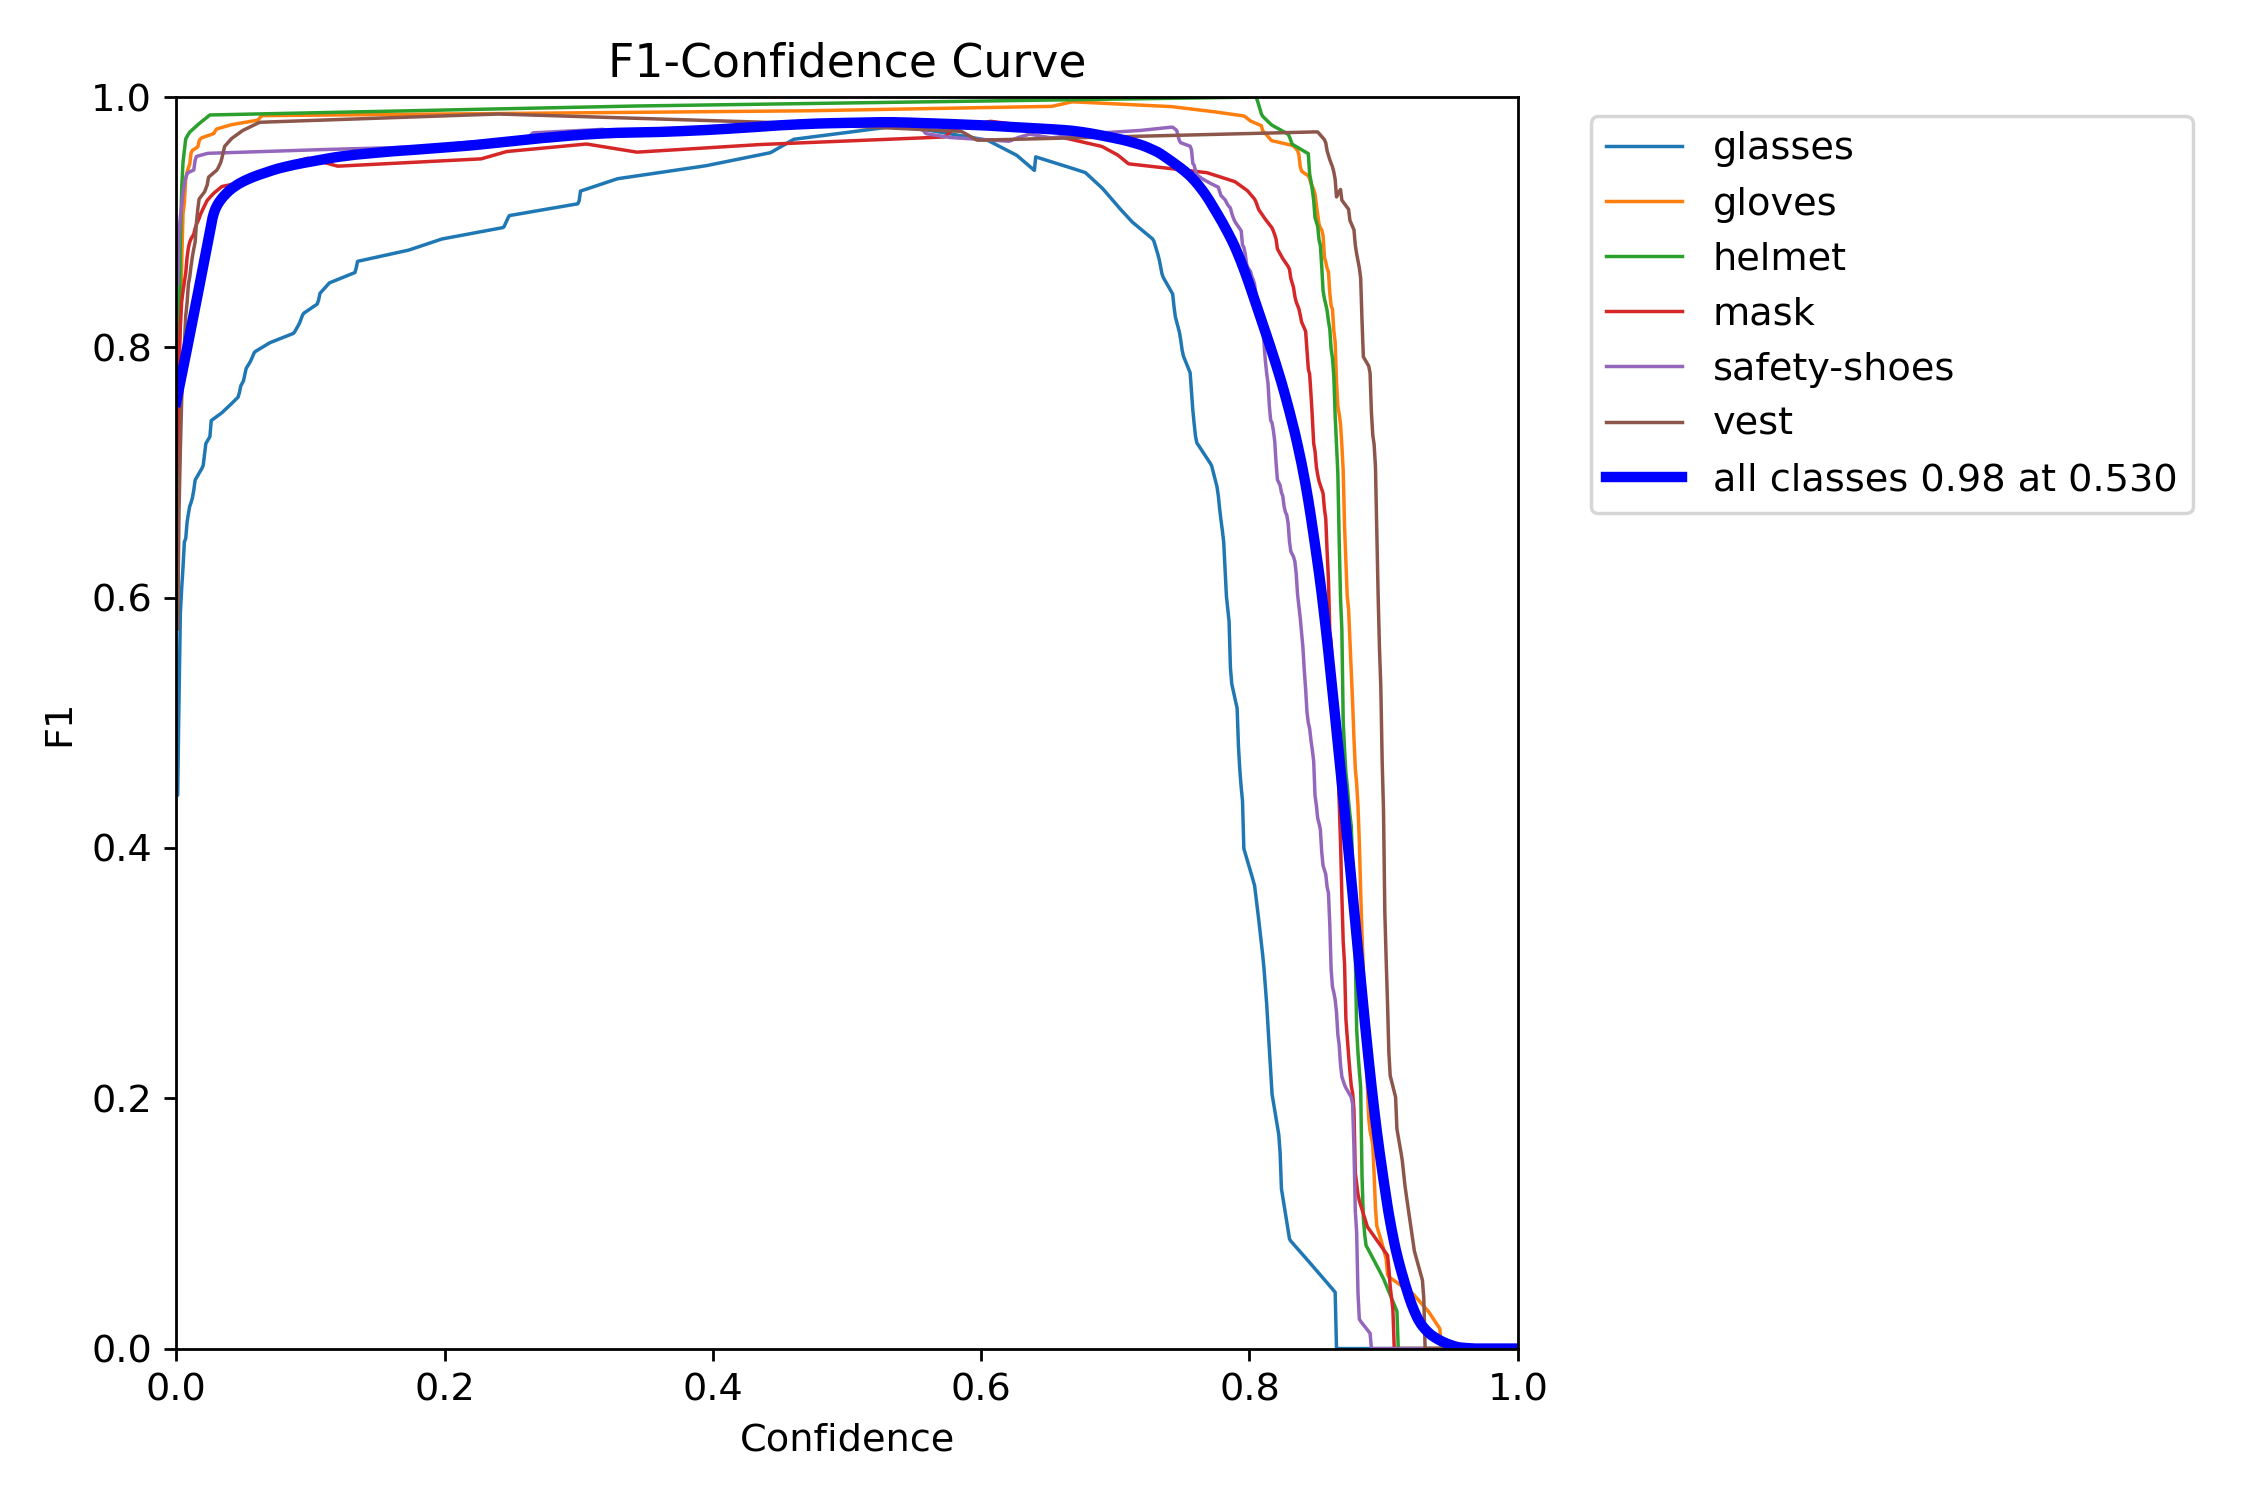 F1-Confidence Curve
1.0
0.8
0.6
0.4
0.2
0.0
F1
0.0 0.2 0.4 0.6 0.8 1.0
Confidence
glasses
gloves
helmet
mask
safety-shoes
vest
all classes 0.98 at 0.530